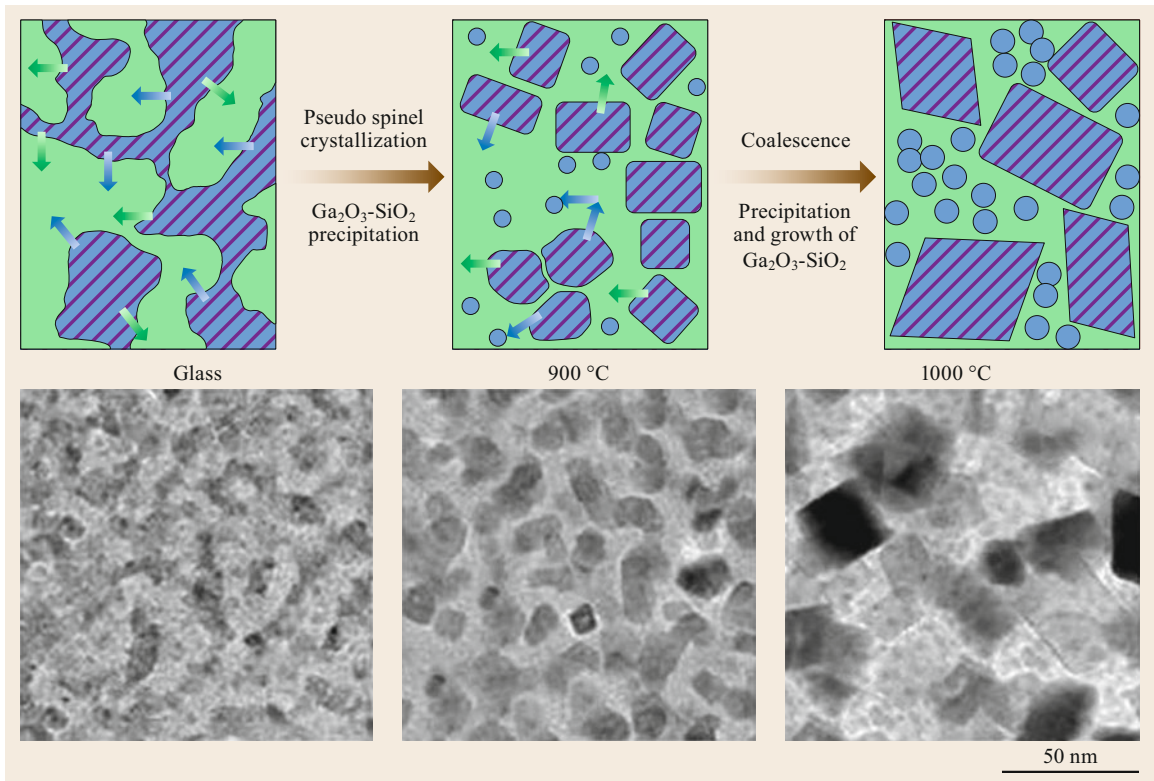 Pseudo spinel
crystallization
Ga₂O₃-SiO₂
precipitation
Coalescence
Precipitation
and growth of
Ga₂O₃-SiO₂
Glass
900 °C
1000 °C
50 nm